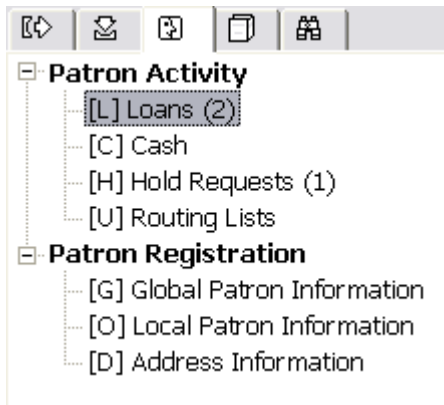 Patron Activity
[L] Loans (2)
[C] Cash
[H] Hold Requests (1)
[U] Routing Lists
Patron Registration
[G] Global Patron Information
[O] Local Patron Information
[D] Address Information